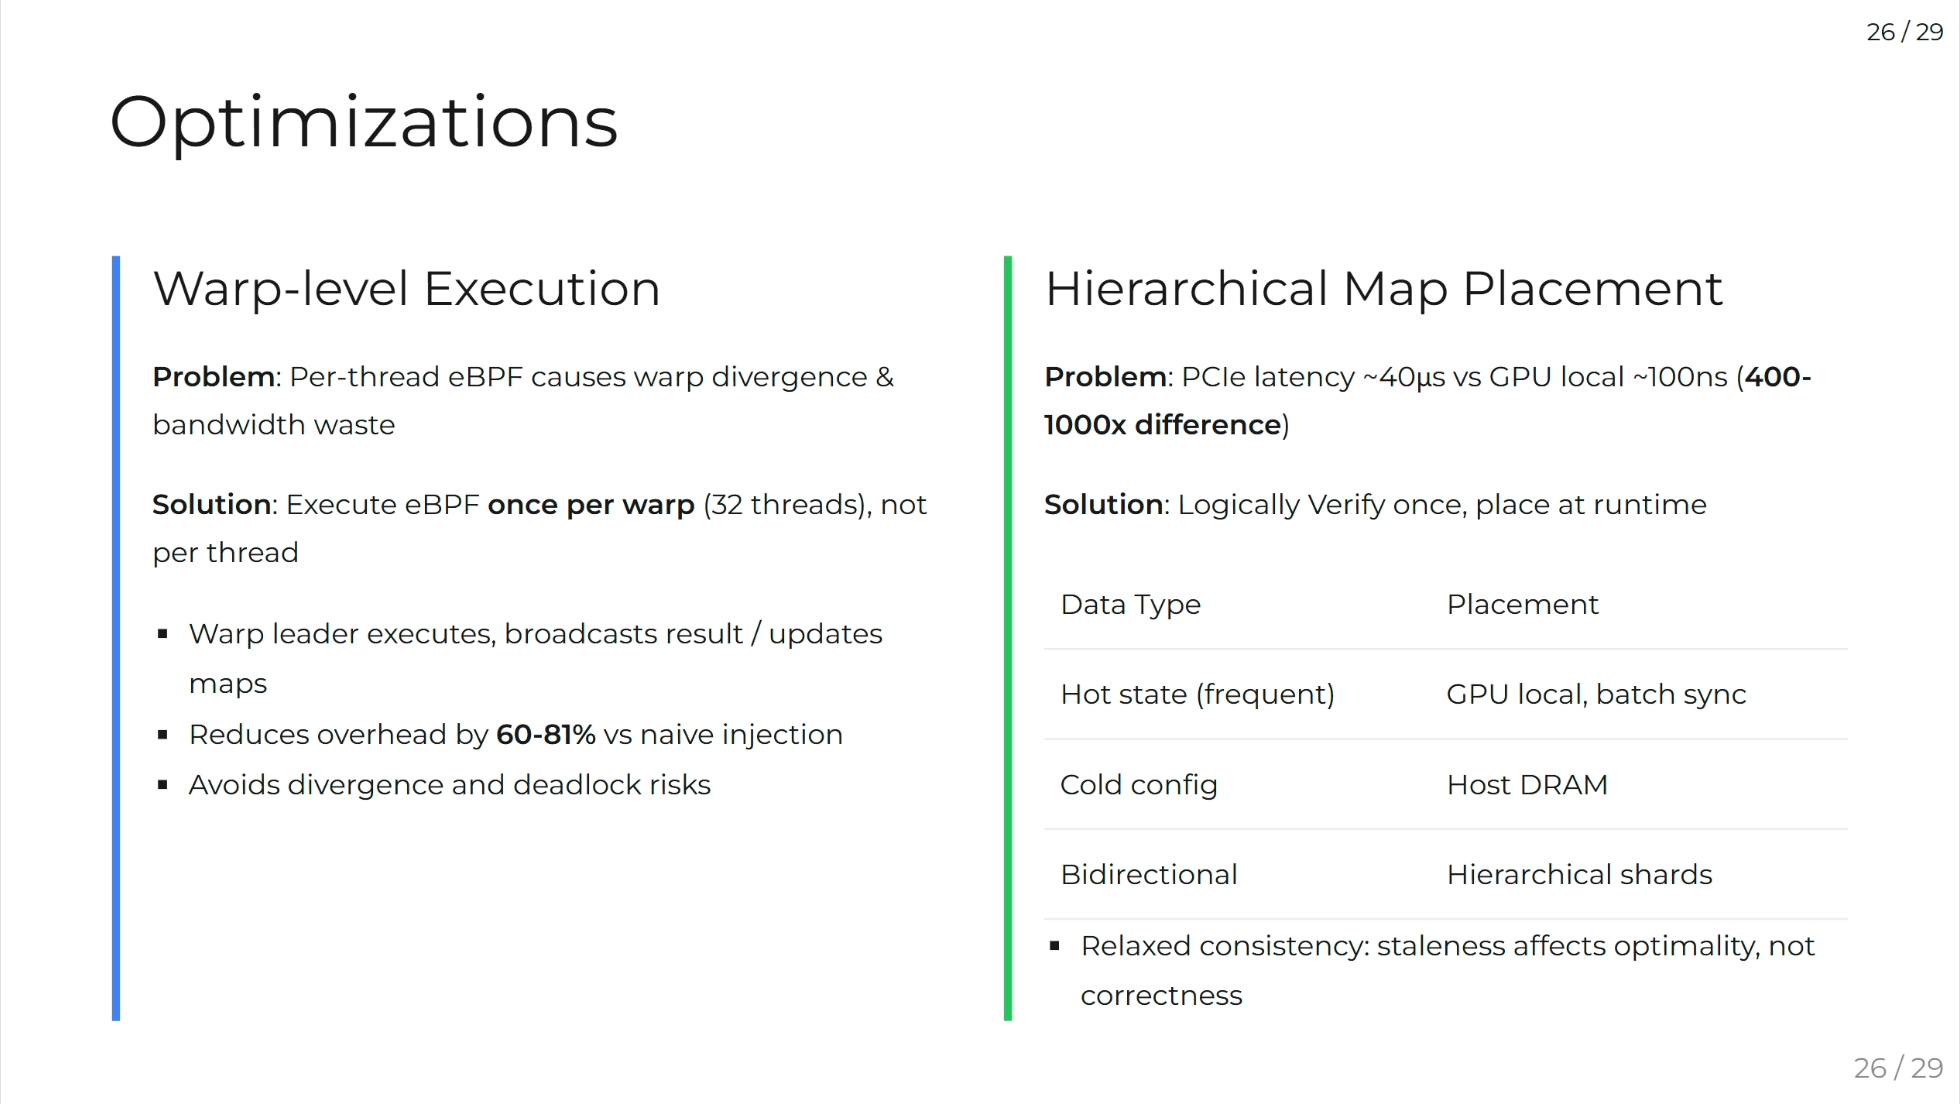 26 / 29
Optimizations
Warp-level Execution
Problem: Per-thread eBPF causes warp divergence &
bandwidth waste
Solution: Execute eBPF once per warp (32 threads), not
per thread
▪ Warp leader executes, broadcasts result / updates
maps
▪ Reduces overhead by 60-81% vs naive injection
▪ Avoids divergence and deadlock risks
Hierarchical Map Placement
Problem: PCIe latency ~40µs vs GPU local ~100ns (400-
1000x difference)
Solution: Logically Verify once, place at runtime
Data Type Placement
Hot state (frequent) GPU local, batch sync
Cold config Host DRAM
Bidirectional Hierarchical shards
▪ Relaxed consistency: staleness affects optimality, not
correctness
26 / 29